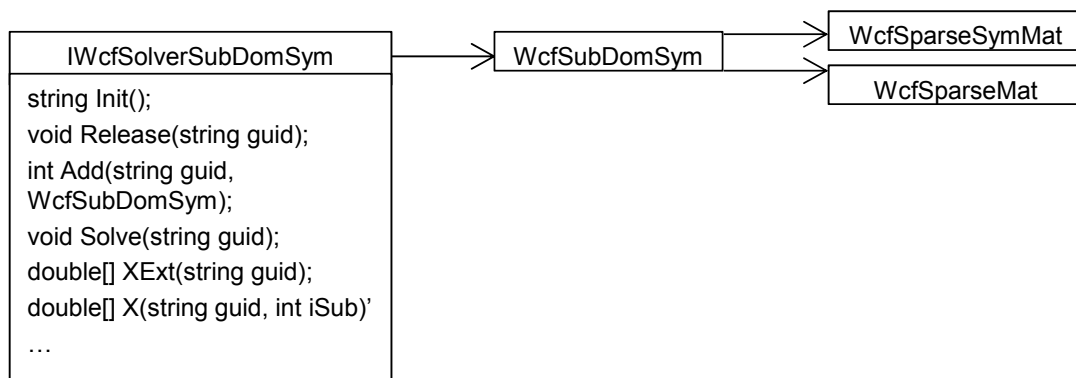 IWcfSolverSubDomSym
WcfSubDomSym
WcfSparseSymMat
WcfSparseMat
string Init();
void Release(string guid);
int Add(string guid,
WcfSubDomSym);
void Solve(string guid);
double[] XExt(string guid);
double[] X(string guid, int iSub)’
…